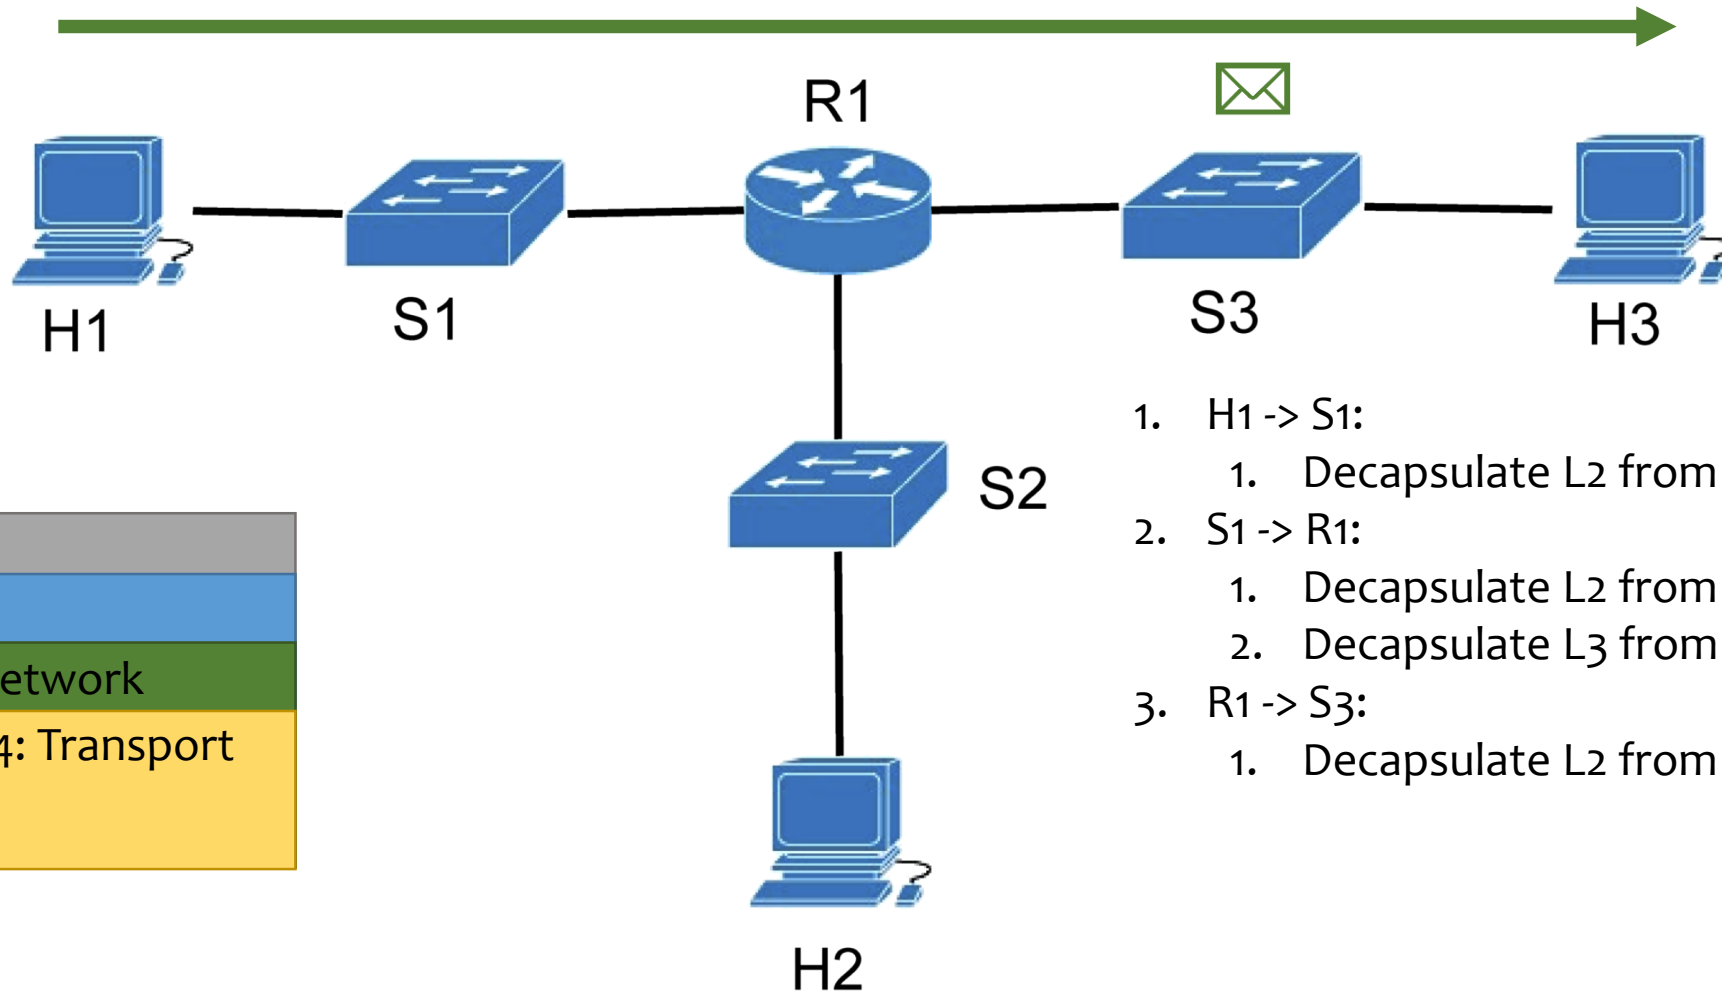 R1
H1
S1
S3
H3
S2
H2
1. H1 -> S1:
1. Decapsulate L2 from
2. S1 -> R1:
1. Decapsulate L2 from
2. Decapsulate L3 from
3. R1 -> S3:
1. Decapsulate L2 from
etwork
4: Transport